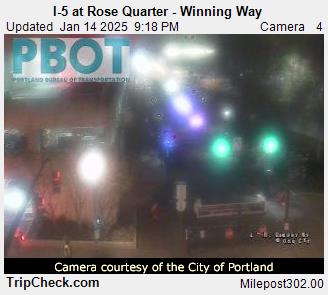 I-5 at Rose Quarter - Winning Way
Updated Jan 14 2025 9:18 PM Camera 4
PBOT
PORTLAND BUREAU OF TRANSPORTATION
Camera courtesy of the City of Portland
TripCheck.com Milepost302.00